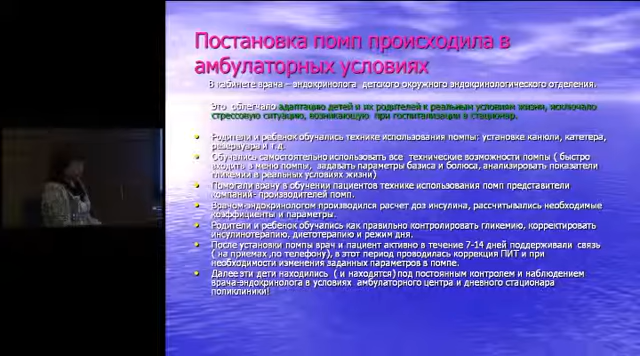 Постановка помп происходила в
амбулаторных условиях
В кабинете врача – эндокринолога детского окружного эндокринологического отделения.
Это облегчало адаптацию детей и их родителей к реальным условиям жизни, исключало
стрессовую ситуацию, возникающую при госпитализации в стационар.
Родители и ребенок обучались технике использования помпы: установке канюли, катетера,
резервуара и т.д.
Обучались самостоятельно использовать все технические возможности помпы ( быстро
входить в меню помпы, задавать параметры базиса и болюса, анализировать показатели
гликемии в реальных условиях жизни)
Помогали врачу в обучении пациентов технике использования помп представители
компаний- производителей помп.
Врачом-эндокринологом производился расчет доз инсулина, рассчитывались необходимые
коэффициенты и параметры.
Родители и ребенок обучались как правильно контролировать гликемию, корректировать
инсулинотерапию, диетотерапию и режим дня.
После установки помпы врач и пациент активно в течение 7-14 дней поддерживали связь
( на приемах ,по телефону), в этот период проводилась коррекция ПИТ и при
необходимости изменения заданных параметров в помпе.
Далее эти дети находились ( и находятся) под постоянным контролем и наблюдением
врача-эндокринолога в условиях амбулаторного центра и дневного стационара
поликлиники!